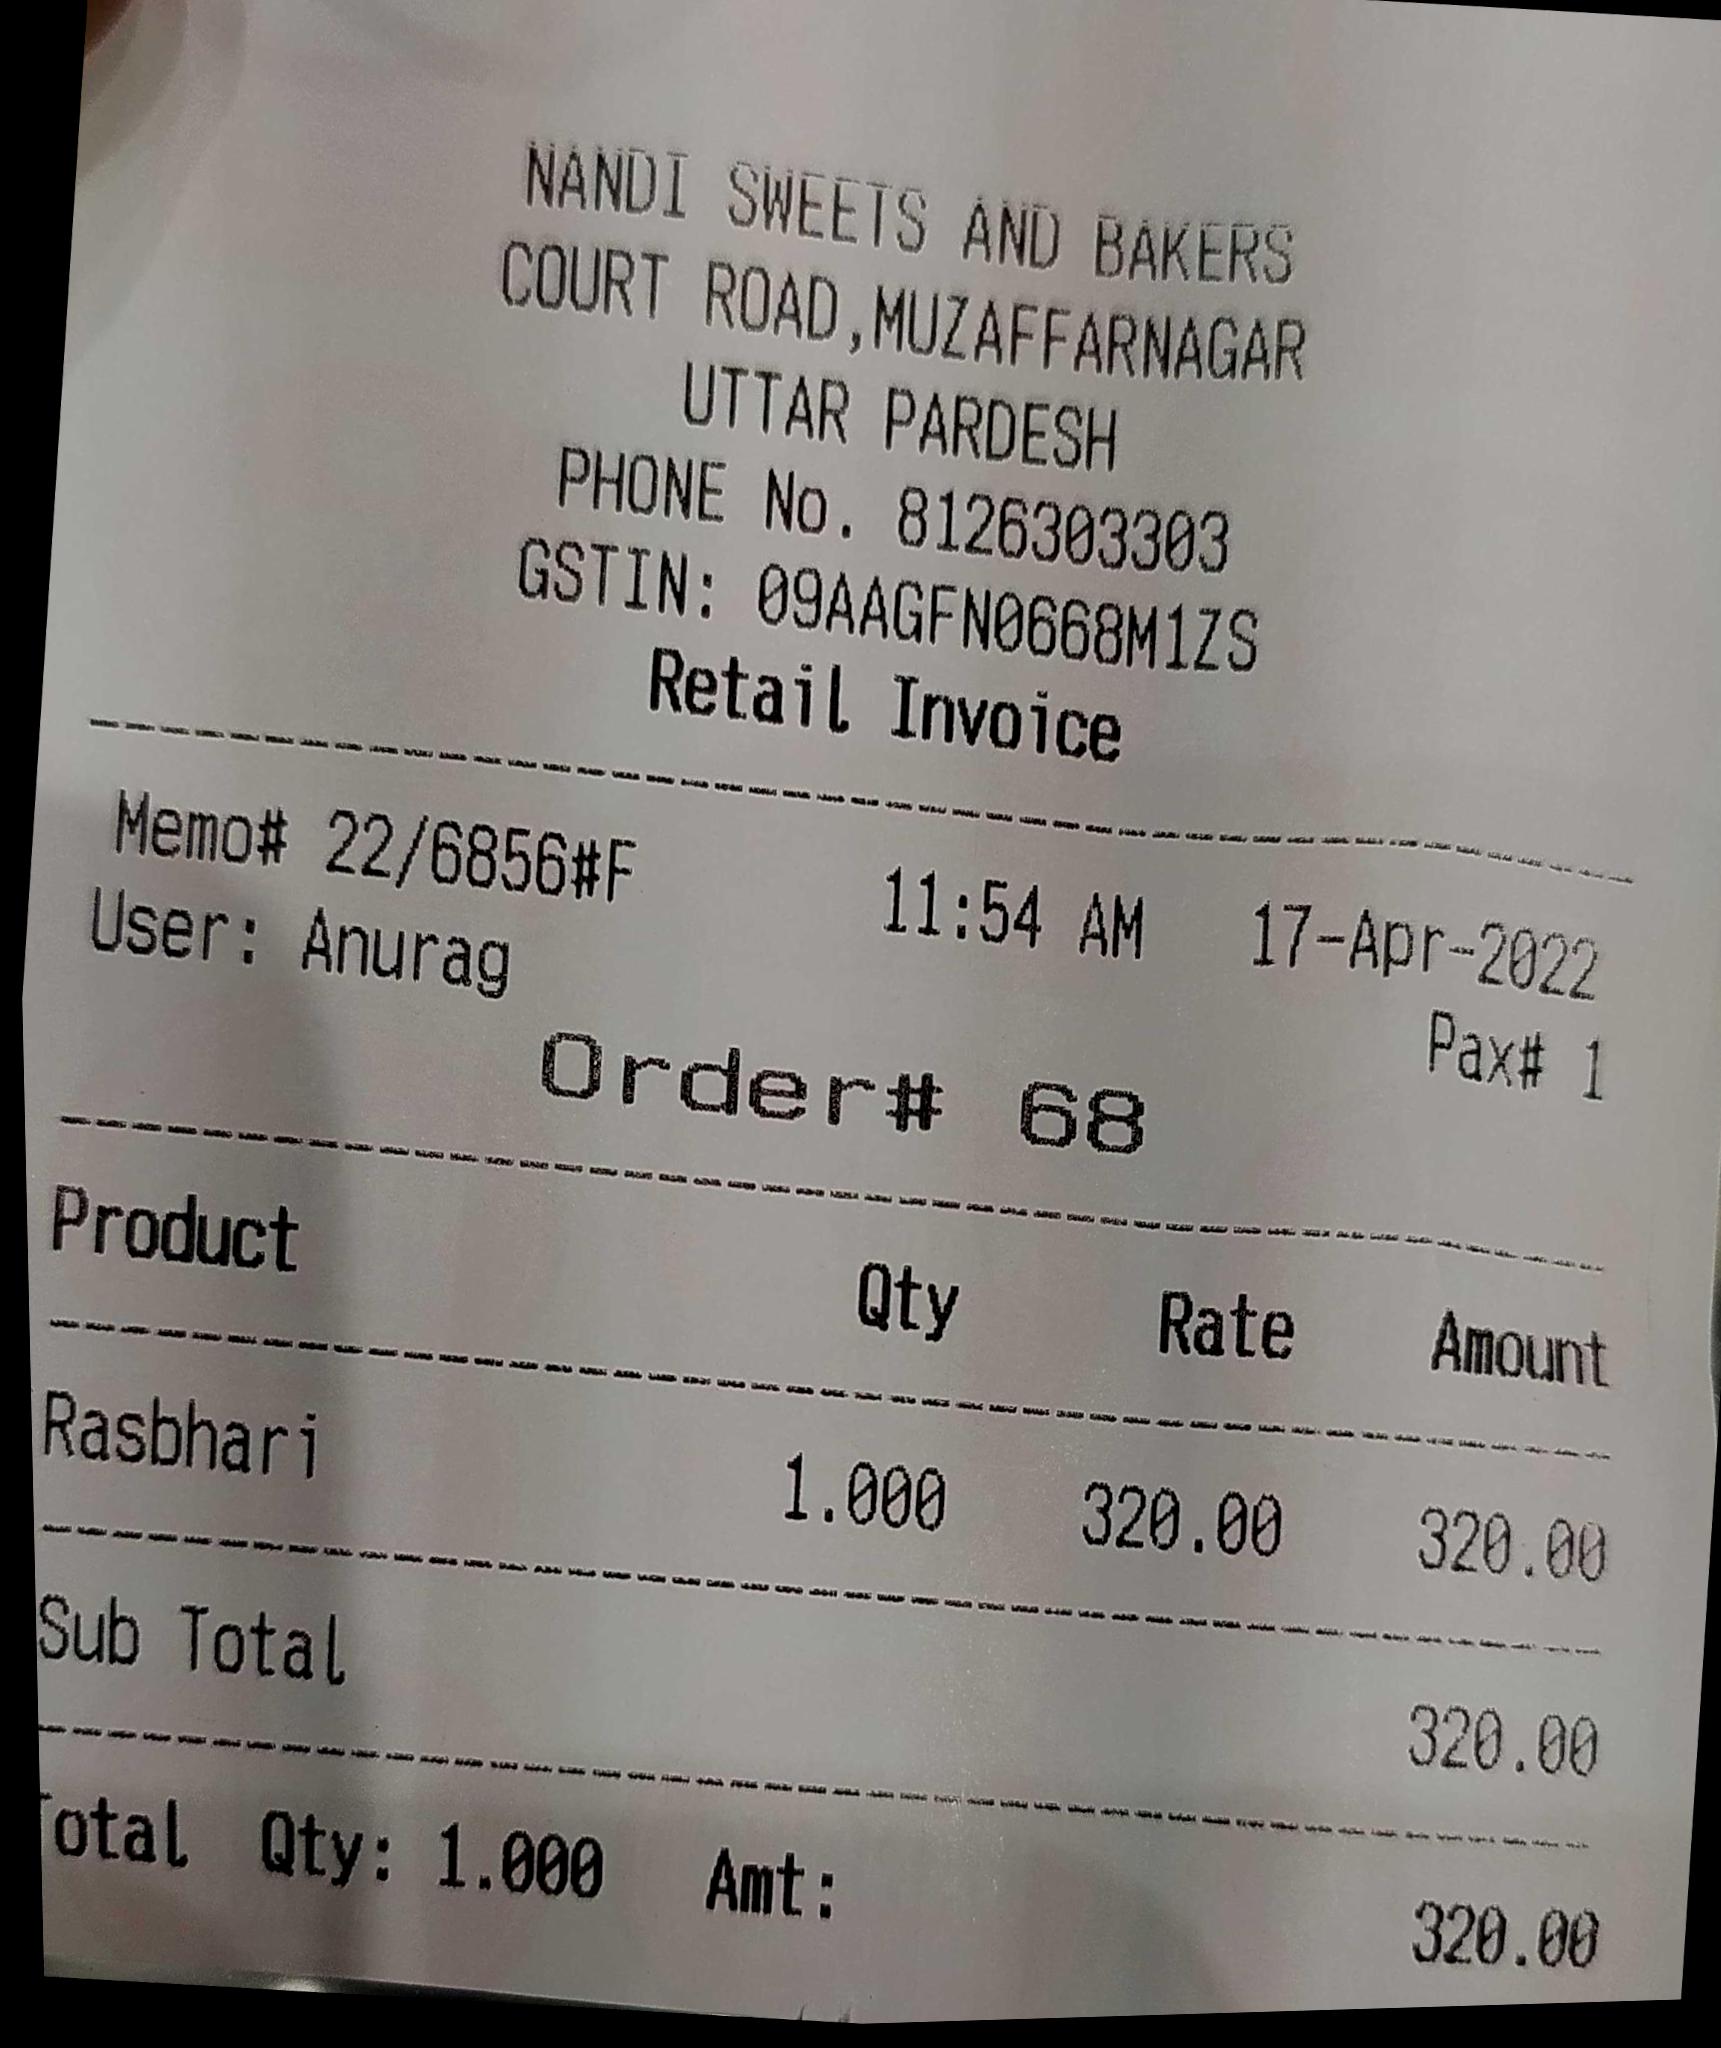 NANDI SWEETS AND BAKERS
COURT ROAD,MUZAFFARNAGAR
UTTAR PARDESH
PHONE No. 8126303303
GSTIN: 09AAGFN0668M1ZS
Retail Invoice
Memo# 22/6856#F 11:54 AM 17-Apr-2022
User: Anurag Pax# 1
Order# 68
Product Qty Rate Amount
Rasbhari 1.000 320.00 320.00
Sub Total 320.00
Total Qty: 1.000 Amt: 320.00